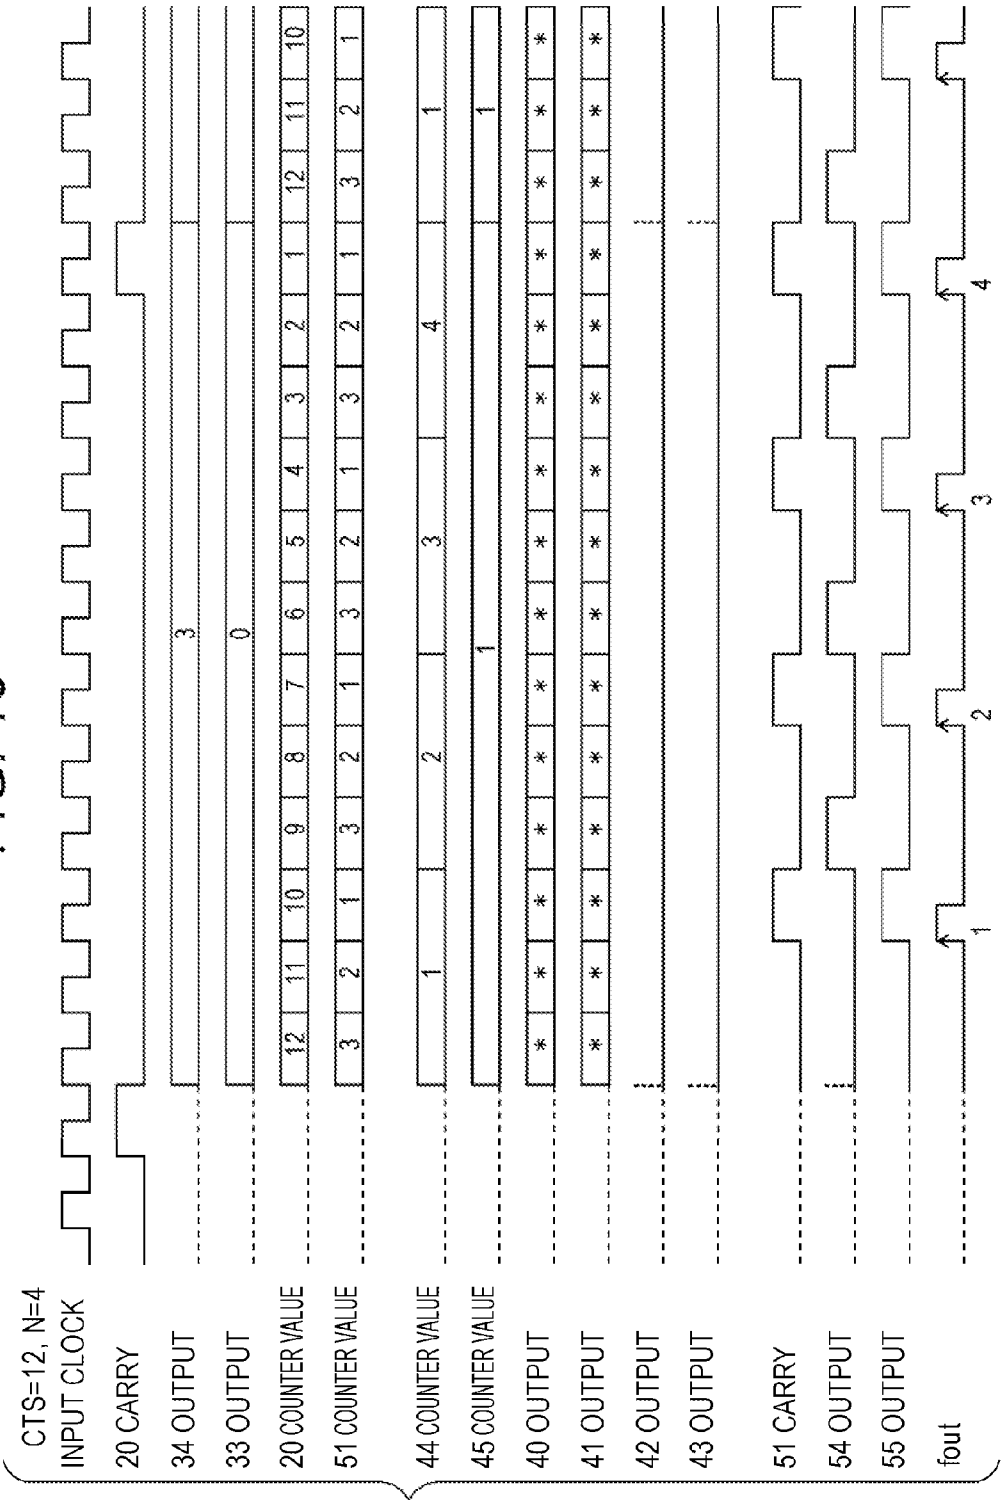 CTS=12, N=4
INPUT CLOCK
20 CARRY
34 OUTPUT 3
33 OUTPUT 0
20 COUNTER VALUE 12 11 10 9 8 7 6 5 4 3 2 1 12 11 10
51 COUNTER VALUE 3 2 1 3 2 1 3 2 1 3 2 1 3 2 1
44 COUNTER VALUE 1 2 3 4 1
45 COUNTER VALUE 1 1
40 OUTPUT * * * * * * * * * * * * * * *
41 OUTPUT * * * * * * * * * * * * * * *
42 OUTPUT
43 OUTPUT
51 CARRY
54 OUTPUT
55 OUTPUT
fout
1 2 3 4